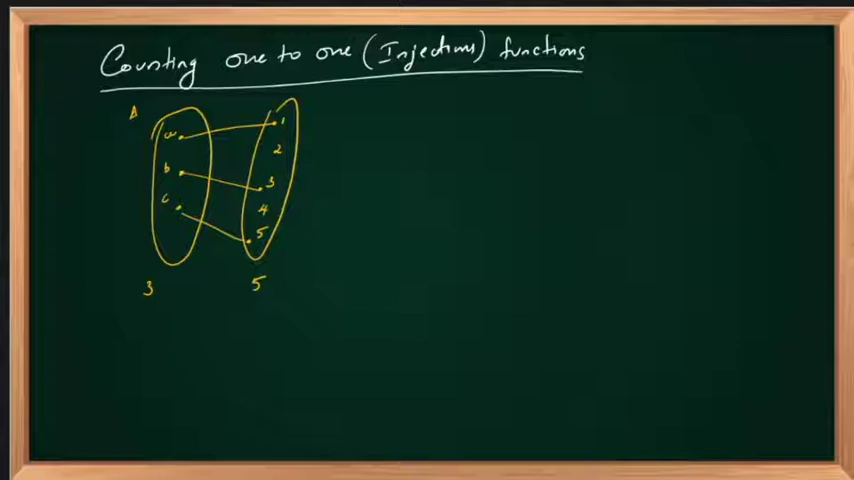 Counting one to one (Injections) functions
A
a 1
2
b 3
c 4
5
3 5